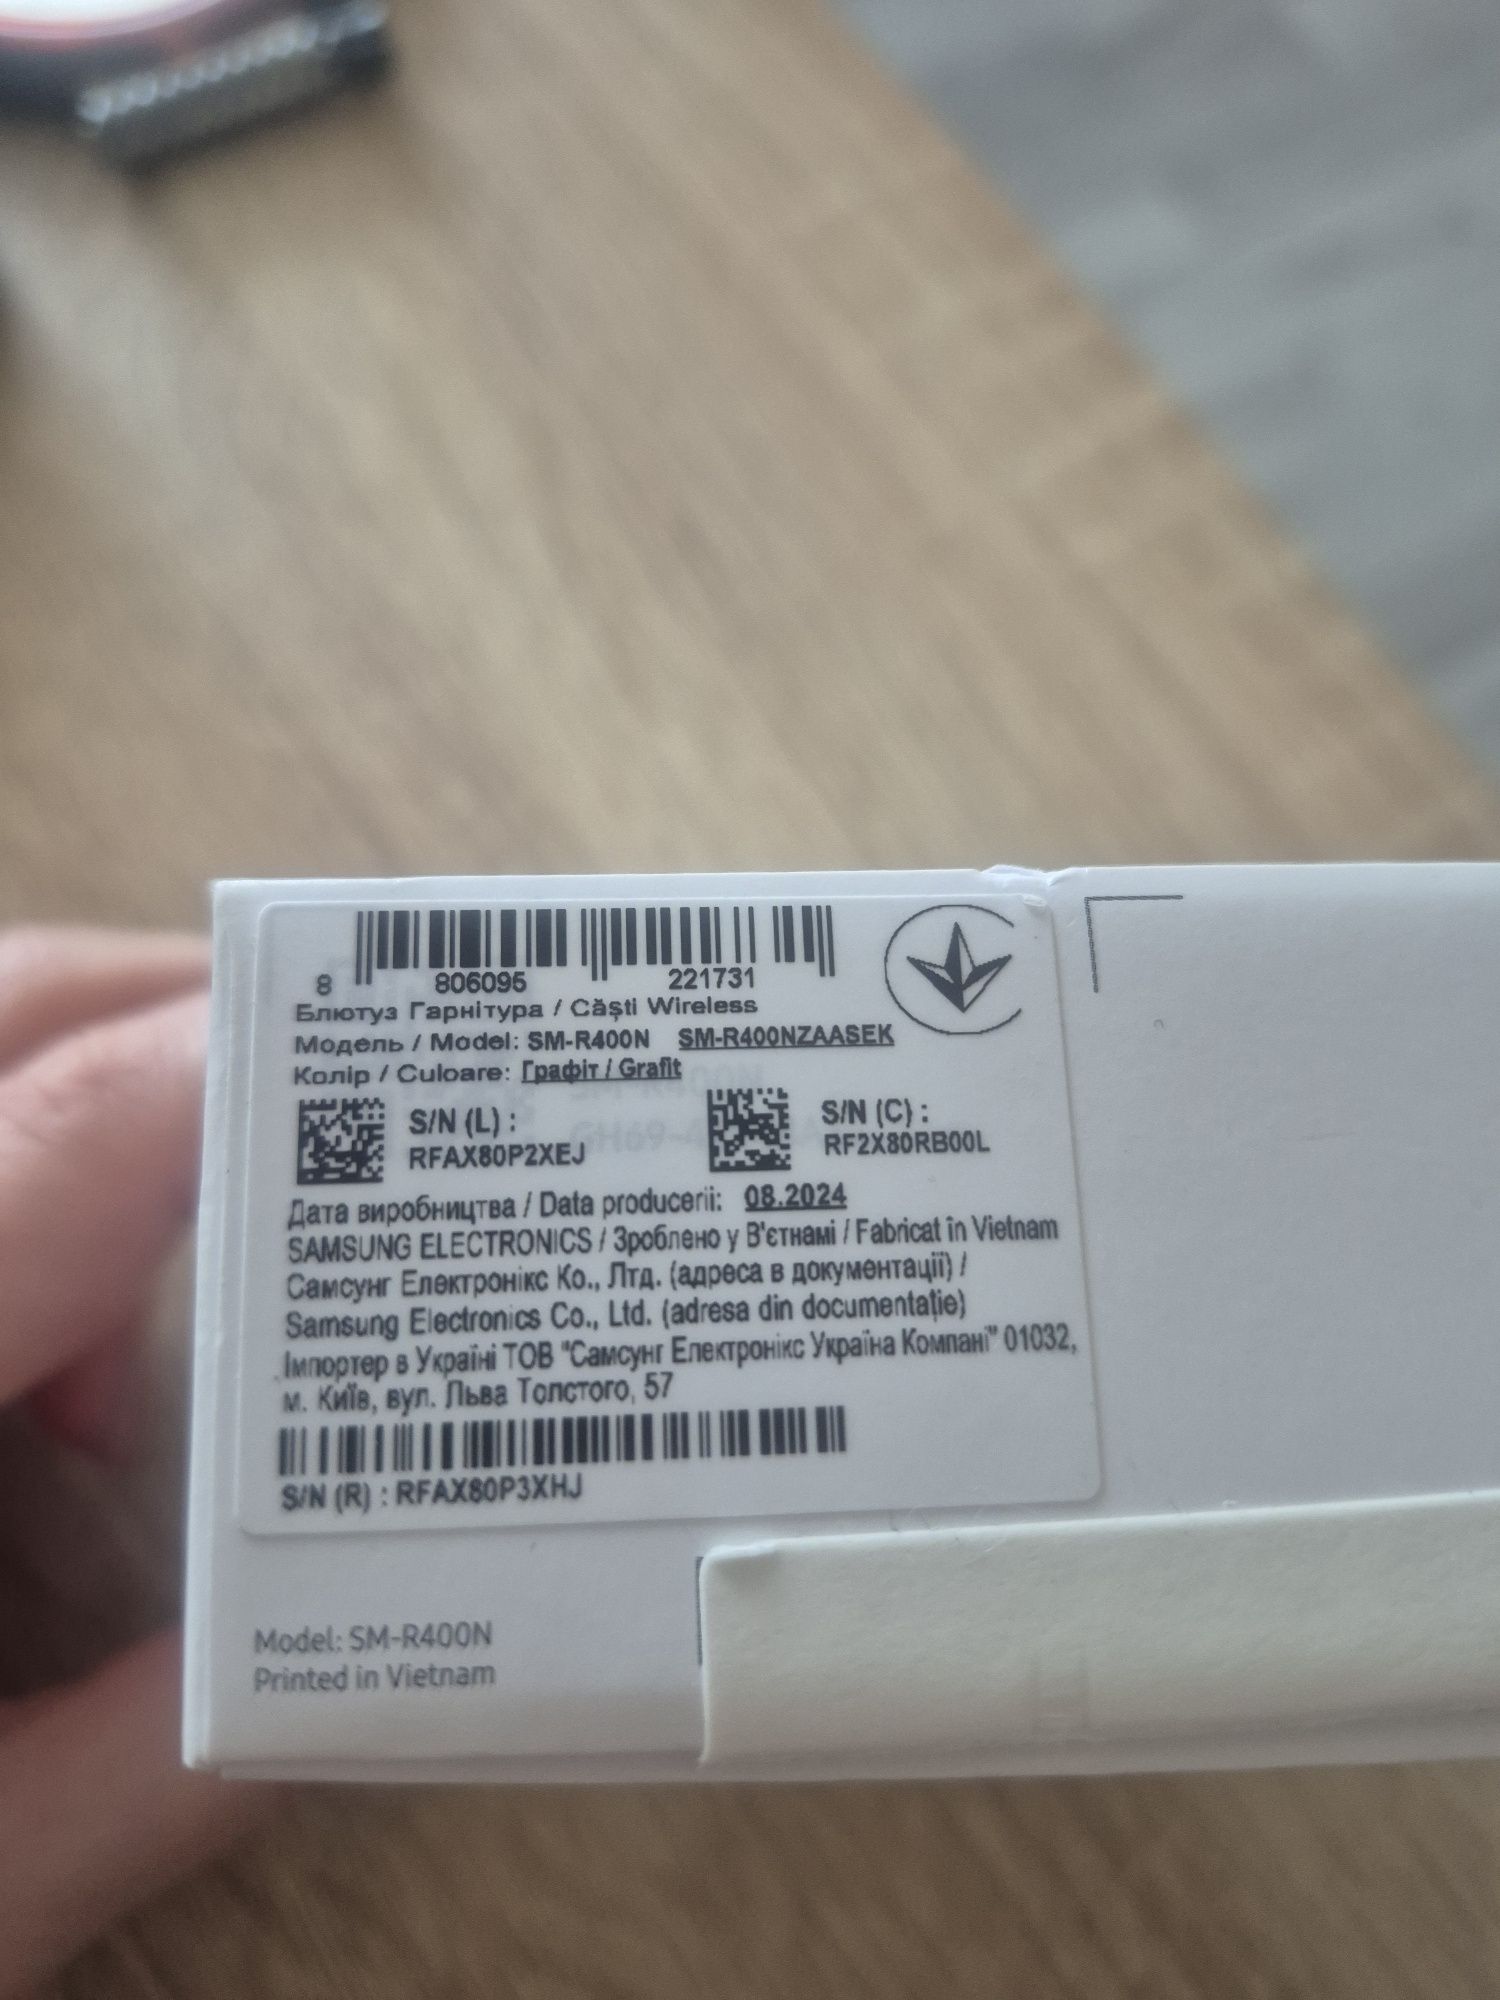 8 806095 221731
Блютуз Гарнітура / Căști Wireless
Модель / Model: SM-R400N SM-R400NZAASEK
Колір / Culoare: Графіт / Grafit
S/N (L) :
RFAX80P2XEJ
S/N (C) :
RF2X80RB00L
Дата виробництва / Data producerii: 08.2024
SAMSUNG ELECTRONICS / Зроблено у В'єтнамі / Fabricat în Vietnam
Самсунг Електронікс Ко., Лтд. (адреса в документації) /
Samsung Electronics Co., Ltd. (adresa din documentație)
Імпортер в Україні ТОВ "Самсунг Електронікс Україна Компані" 01032,
м. Київ, вул. Льва Толстого, 57
S/N (R) : RFAX80P3XHJ
Model: SM-R400N
Printed in Vietnam